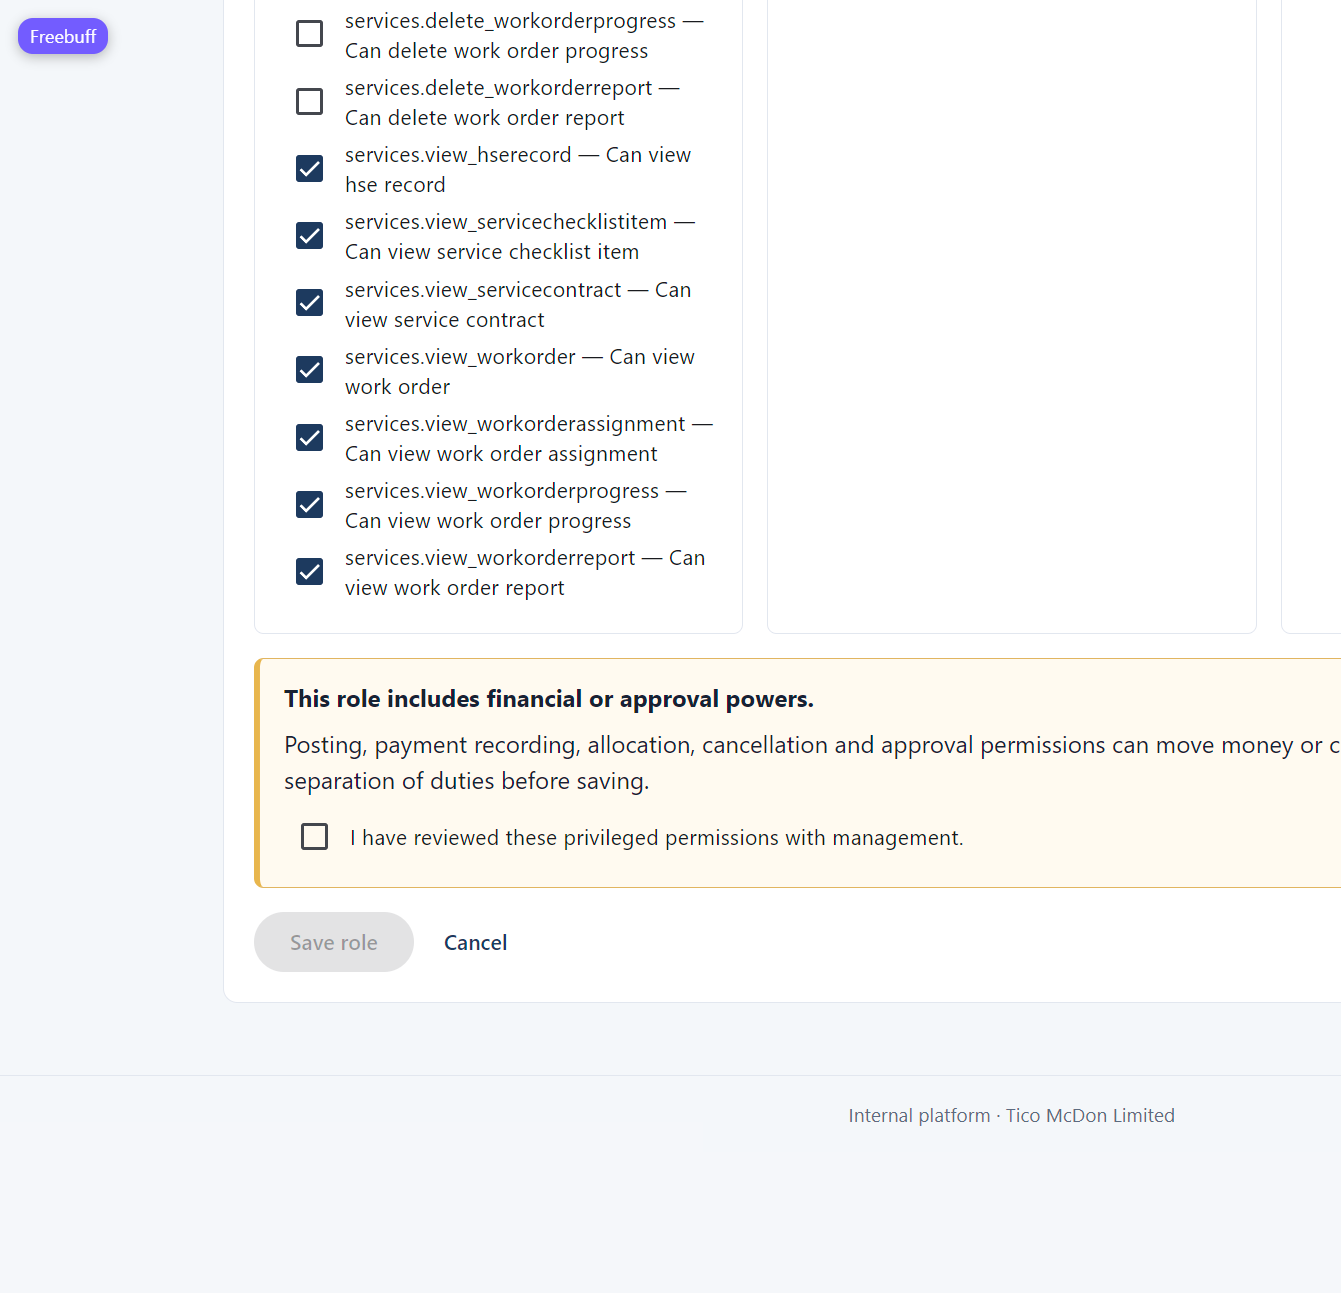 Freebuff
services.delete_workorderprogress —
Can delete work order progress
services.delete_workorderreport —
Can delete work order report
services.view_hserecord — Can view
hse record
services.view_servicechecklistitem —
Can view service checklist item
services.view_servicecontract — Can
view service contract
services.view_workorder — Can view
work order
services.view_workorderassignment —
Can view work order assignment
services.view_workorderprogress —
Can view work order progress
services.view_workorderreport — Can
view work order report
This role includes financial or approval powers.
Posting, payment recording, allocation, cancellation and approval permissions can move money or
separation of duties before saving.
I have reviewed these privileged permissions with management.
Save role
Cancel
Internal platform · Tico McDon Limited